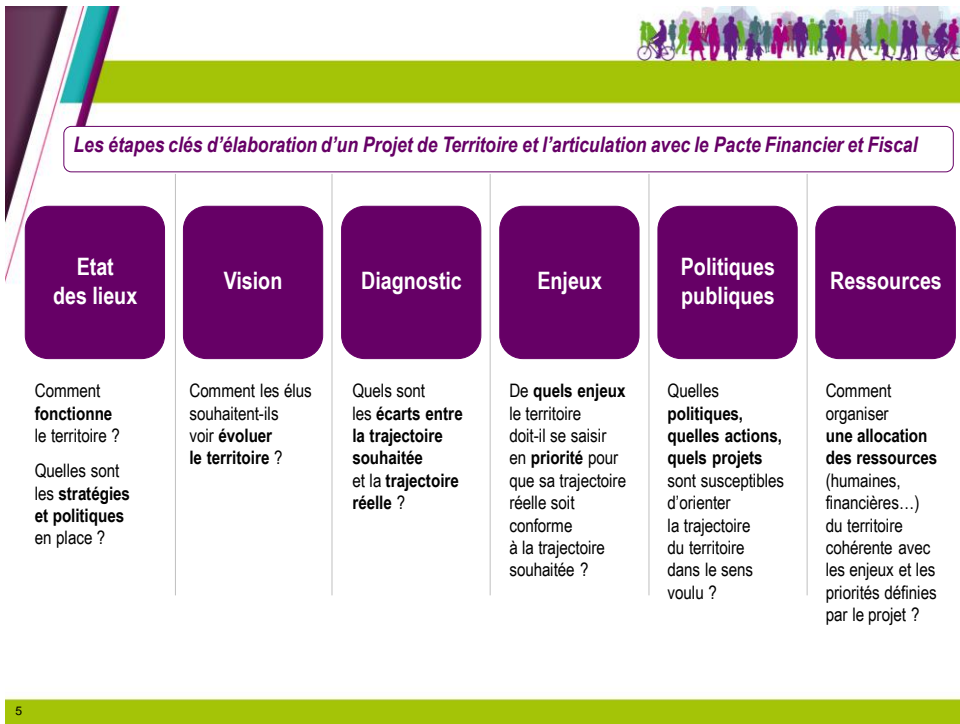 Les étapes clés d'élaboration d'un Projet de Territoire et l'articulation avec le Pacte Financier et Fiscal
Etat
des lieux
Comment
fonctionne
le territoire ?
Quelles sont
les stratégies
et politiques
en place ?
Vision
Comment les élus
souhaitent-ils
voir évoluer
le territoire ?
Diagnostic
Quels sont
les écarts entre
la trajectoire
souhaitée
et la trajectoire
réelle ?
Enjeux
De quels enjeux
le territoire
doit-il se saisir
en priorité pour
que sa trajectoire
réelle soit
conforme
à la trajectoire
souhaitée ?
Politiques
publiques
Quelles
politiques,
quelles actions,
quels projets
sont susceptibles
d'orienter
la trajectoire
du territoire
dans le sens
voulu ?
Ressources
Comment
organiser
une allocation
des ressources
(humaines,
financières…)
du territoire
cohérente avec
les enjeux et les
priorités définies
par le projet ?
5